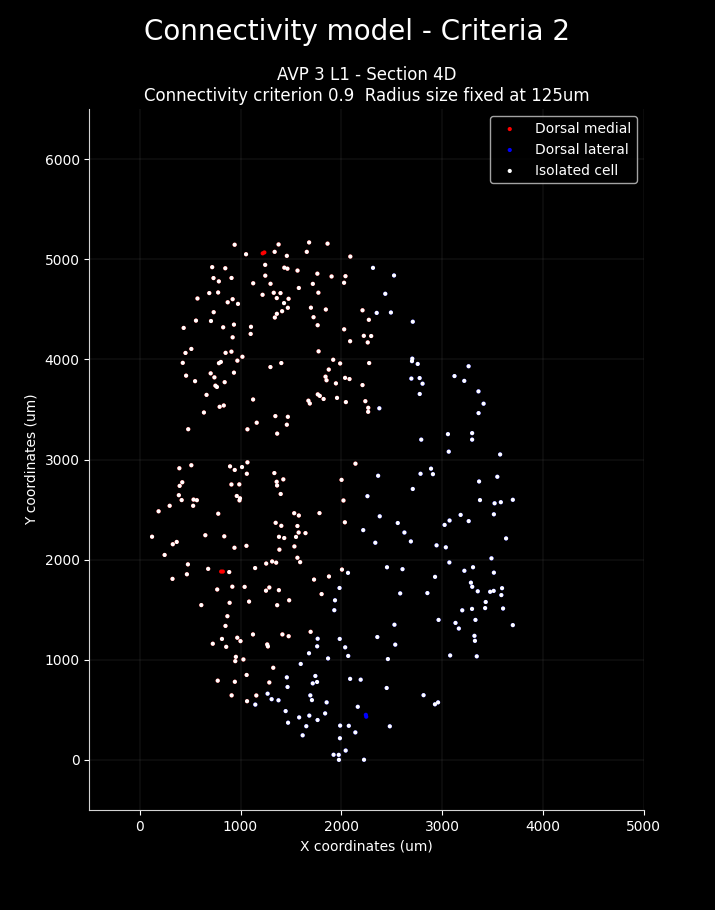 Connectivity model - Criteria 2
AVP 3 L1 - Section 4D
Connectivity criterion 0.9  Radius size fixed at 125um
Dorsal medial
Dorsal lateral
Isolated cell
6000
5000
4000
3000
2000
1000
0
Y coordinates (um)
0 1000 2000 3000 4000 5000
X coordinates (um)